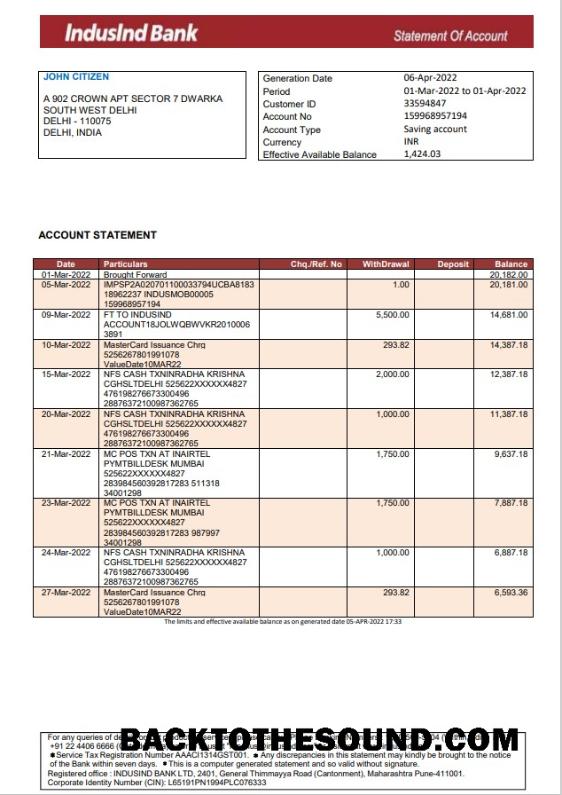 IndusInd Bank
Statement Of Account
JOHN CITIZEN
A 902 CROWN APT SECTOR 7 DWARKA
SOUTH WEST DELHI
DELHI - 110075
DELHI, INDIA
Generation Date 06-Apr-2022
Period 01-Mar-2022 to 01-Apr-2022
Customer ID 33594847
Account No 159968957194
Account Type Saving account
Currency INR
Effective Available Balance 1,424.03
ACCOUNT STATEMENT
Date Particulars Chq./Ref. No WithDrawal Deposit Balance
01-Mar-2022 Brought Forward 20,182.00
05-Mar-2022 IMPSP2A020701100033794UCBA8183 1.00 20,181.00
18962237 INDUSMOB00005
159968957194
09-Mar-2022 FT TO INDUSIND 5,500.00 14,681.00
ACCOUNT18JOLWQBWVKR2010006
3891
10-Mar-2022 MasterCard Issuance Chrg 293.82 14,387.18
5256267801991078
ValueDate10MAR22
15-Mar-2022 NFS CASH TXNINRADHA KRISHNA 2,000.00 12,387.18
CGHSLTDELHI 525622XXXXXX4827
476198276673300496
28876372100987362765
20-Mar-2022 NFS CASH TXNINRADHA KRISHNA 1,000.00 11,387.18
CGHSLTDELHI 525622XXXXXX4827
476198276673300496
28876372100987362765
21-Mar-2022 MC POS TXN AT INAIRTEL 1,750.00 9,637.18
PYMTBILLDESK MUMBAI
525622XXXXXX4827
283984560392817283 511318
34001298
23-Mar-2022 MC POS TXN AT INAIRTEL 1,750.00 7,887.18
PYMTBILLDESK MUMBAI
525622XXXXXX4827
283984560392817283 987997
34001298
24-Mar-2022 NFS CASH TXNINRADHA KRISHNA 1,000.00 6,887.18
CGHSLTDELHI 525622XXXXXX4827
476198276673300496
28876372100987362765
27-Mar-2022 MasterCard Issuance Chrg 293.82 6,593.36
5256267801991078
ValueDate10MAR22
The limits and effective available balance as on generated date 05-APR-2022 17:33
BACKTOTHESOUND.COM
For any queries of
+91 22 4406 6666
✱Service Tax Registration Number AAACI1314GST001. ✱ Any discrepancies in this statement may kindly be brought to the notice
of the Bank within seven days. ✱ This is a computer generated statement and so valid without signature.
Registered office : INDUSIND BANK LTD, 2401, General Thimmayya Road (Cantonment), Maharashtra Pune-411001.
Corporate Identity Number (CIN): L65191PN1994PLC076333